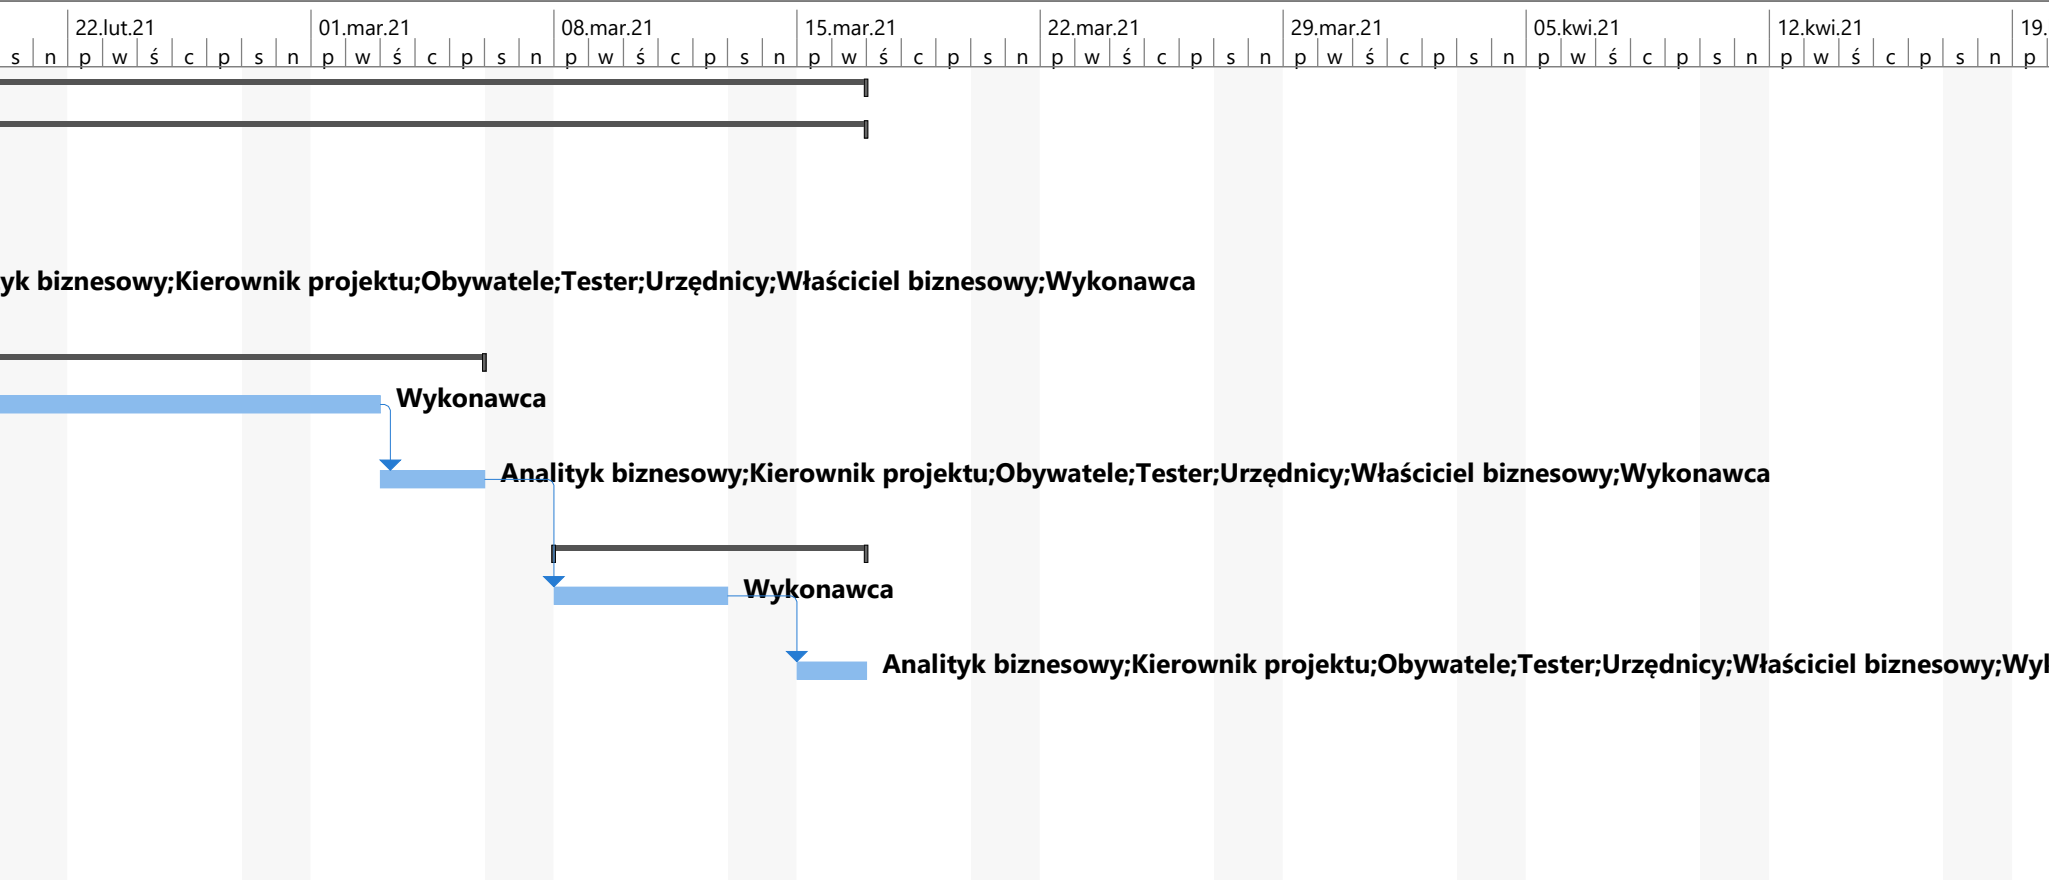 22.lut.21 01.mar.21 08.mar.21 15.mar.21 22.mar.21 29.mar.21 05.kwi.21 12.kwi.21 19.
s n p w ś c p s n p w ś c p s n p w ś c p s n p w ś c p s n p w ś c p s n p w ś c p s n p w ś c p s n p w ś c p s n p
yk biznesowy;Kierownik projektu;Obywatele;Tester;Urzędnicy;Właściciel biznesowy;Wykonawca
Wykonawca
Analityk biznesowy;Kierownik projektu;Obywatele;Tester;Urzędnicy;Właściciel biznesowy;Wykonawca
Wykonawca
Analityk biznesowy;Kierownik projektu;Obywatele;Tester;Urzędnicy;Właściciel biznesowy;Wyk